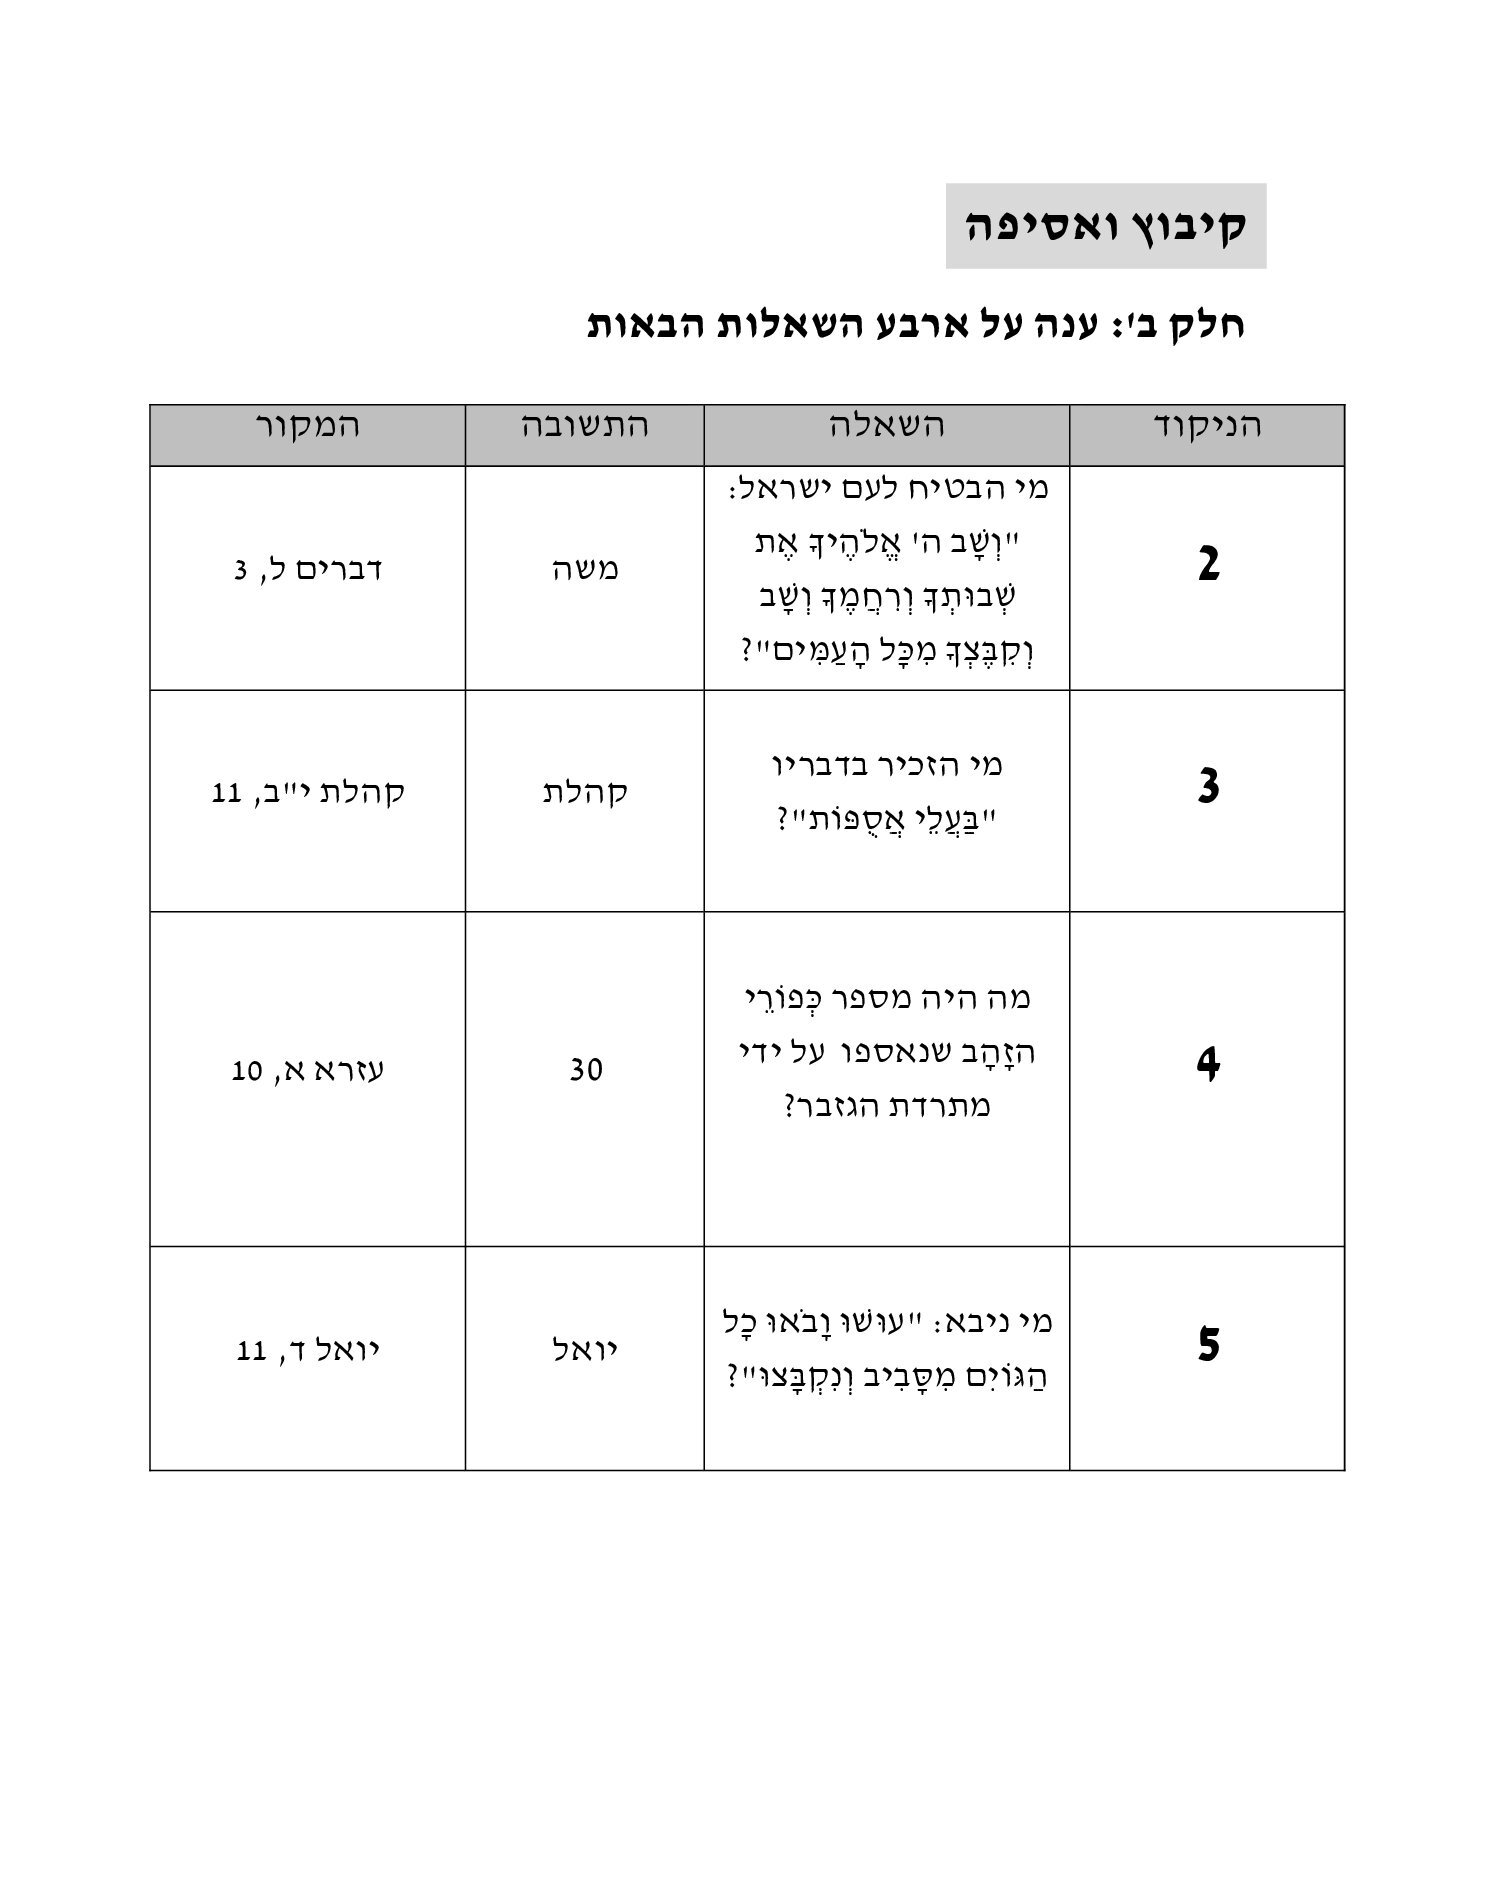 קיבוץ ואסיפה
חלק ב': ענה על ארבע השאלות הבאות
הניקוד השאלה התשובה המקור
2
מי הבטיח לעם ישראל:
"וְשָׁב ה' אֱלֹהֶיךָ אֶת
שְׁבוּתְךָ וְרִחֲמֶךָ וְשָׁב
וְקִבֶּצְךָ מִכָּל הָעַמִּים"?
משה
דברים ל, 3
3
מי הזכיר בדבריו
"בַּעֲלֵי אֲסֻפּוֹת"?
קהלת
קהלת י"ב, 11
4
מה היה מספר כְּפוֹרֵי
הזָהָב שנאספו על ידי
מתרדת הגזבר?
30
עזרא א, 10
5
מי ניבא: "עוּשׁוּ וָבֹאוּ כָל
הַגּוֹיִם מִסָּבִיב וְנִקְבָּצוּ"?
יואל
יואל ד, 11